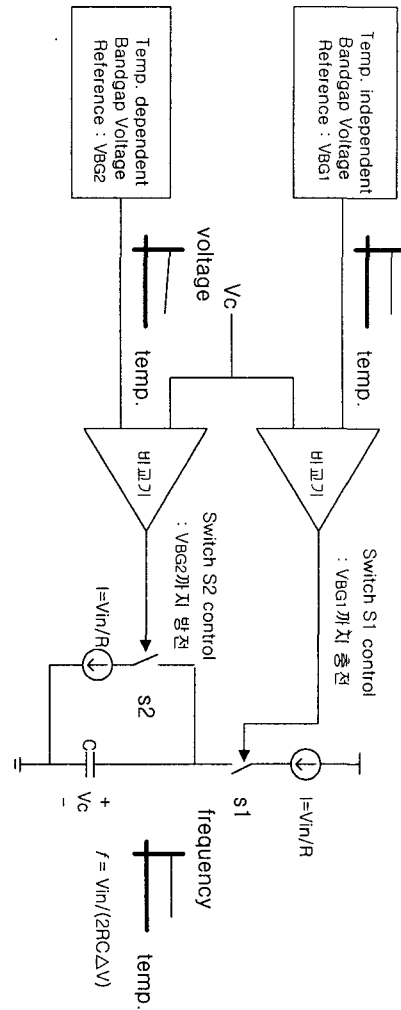 Temp. independent
Bandgap Voltage
Reference : VBG1
temp.
비교기
Switch S1 control
: VBG1까지 충전
I=Vin/R
s1
Vc
voltage
frequency
Temp. dependent
Bandgap Voltage
Reference : VBG2
temp.
비교기
Switch S2 control
: VBG2까지 방전
s2
I=Vin/R
C
+
Vc
-
temp.
f = Vin/(2RC△V)